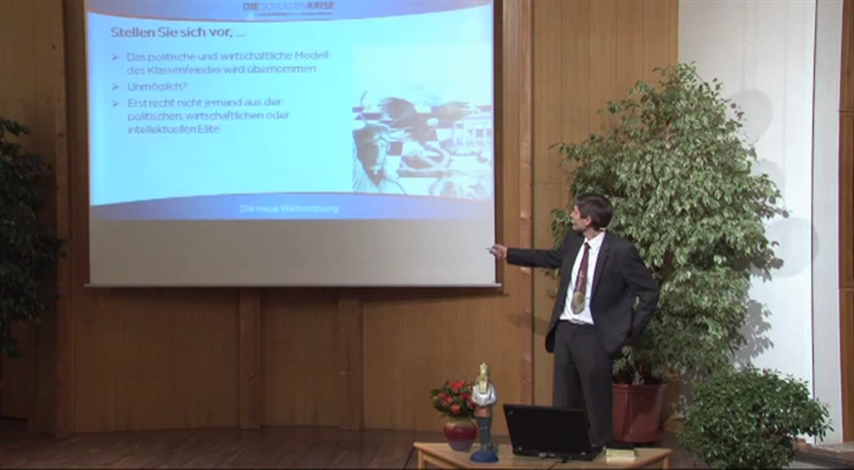 DIE SCHULDENKRISE
Stellen Sie sich vor, ...
➢ Das politische und wirtschaftliche Modell
des Klassenfeindes wird übernommen
➢ Unmöglich?
➢ Erst recht nicht jemand aus der
politischen, wirtschaftlichen oder
intellektuellen Elite
Die neue Weltordnung